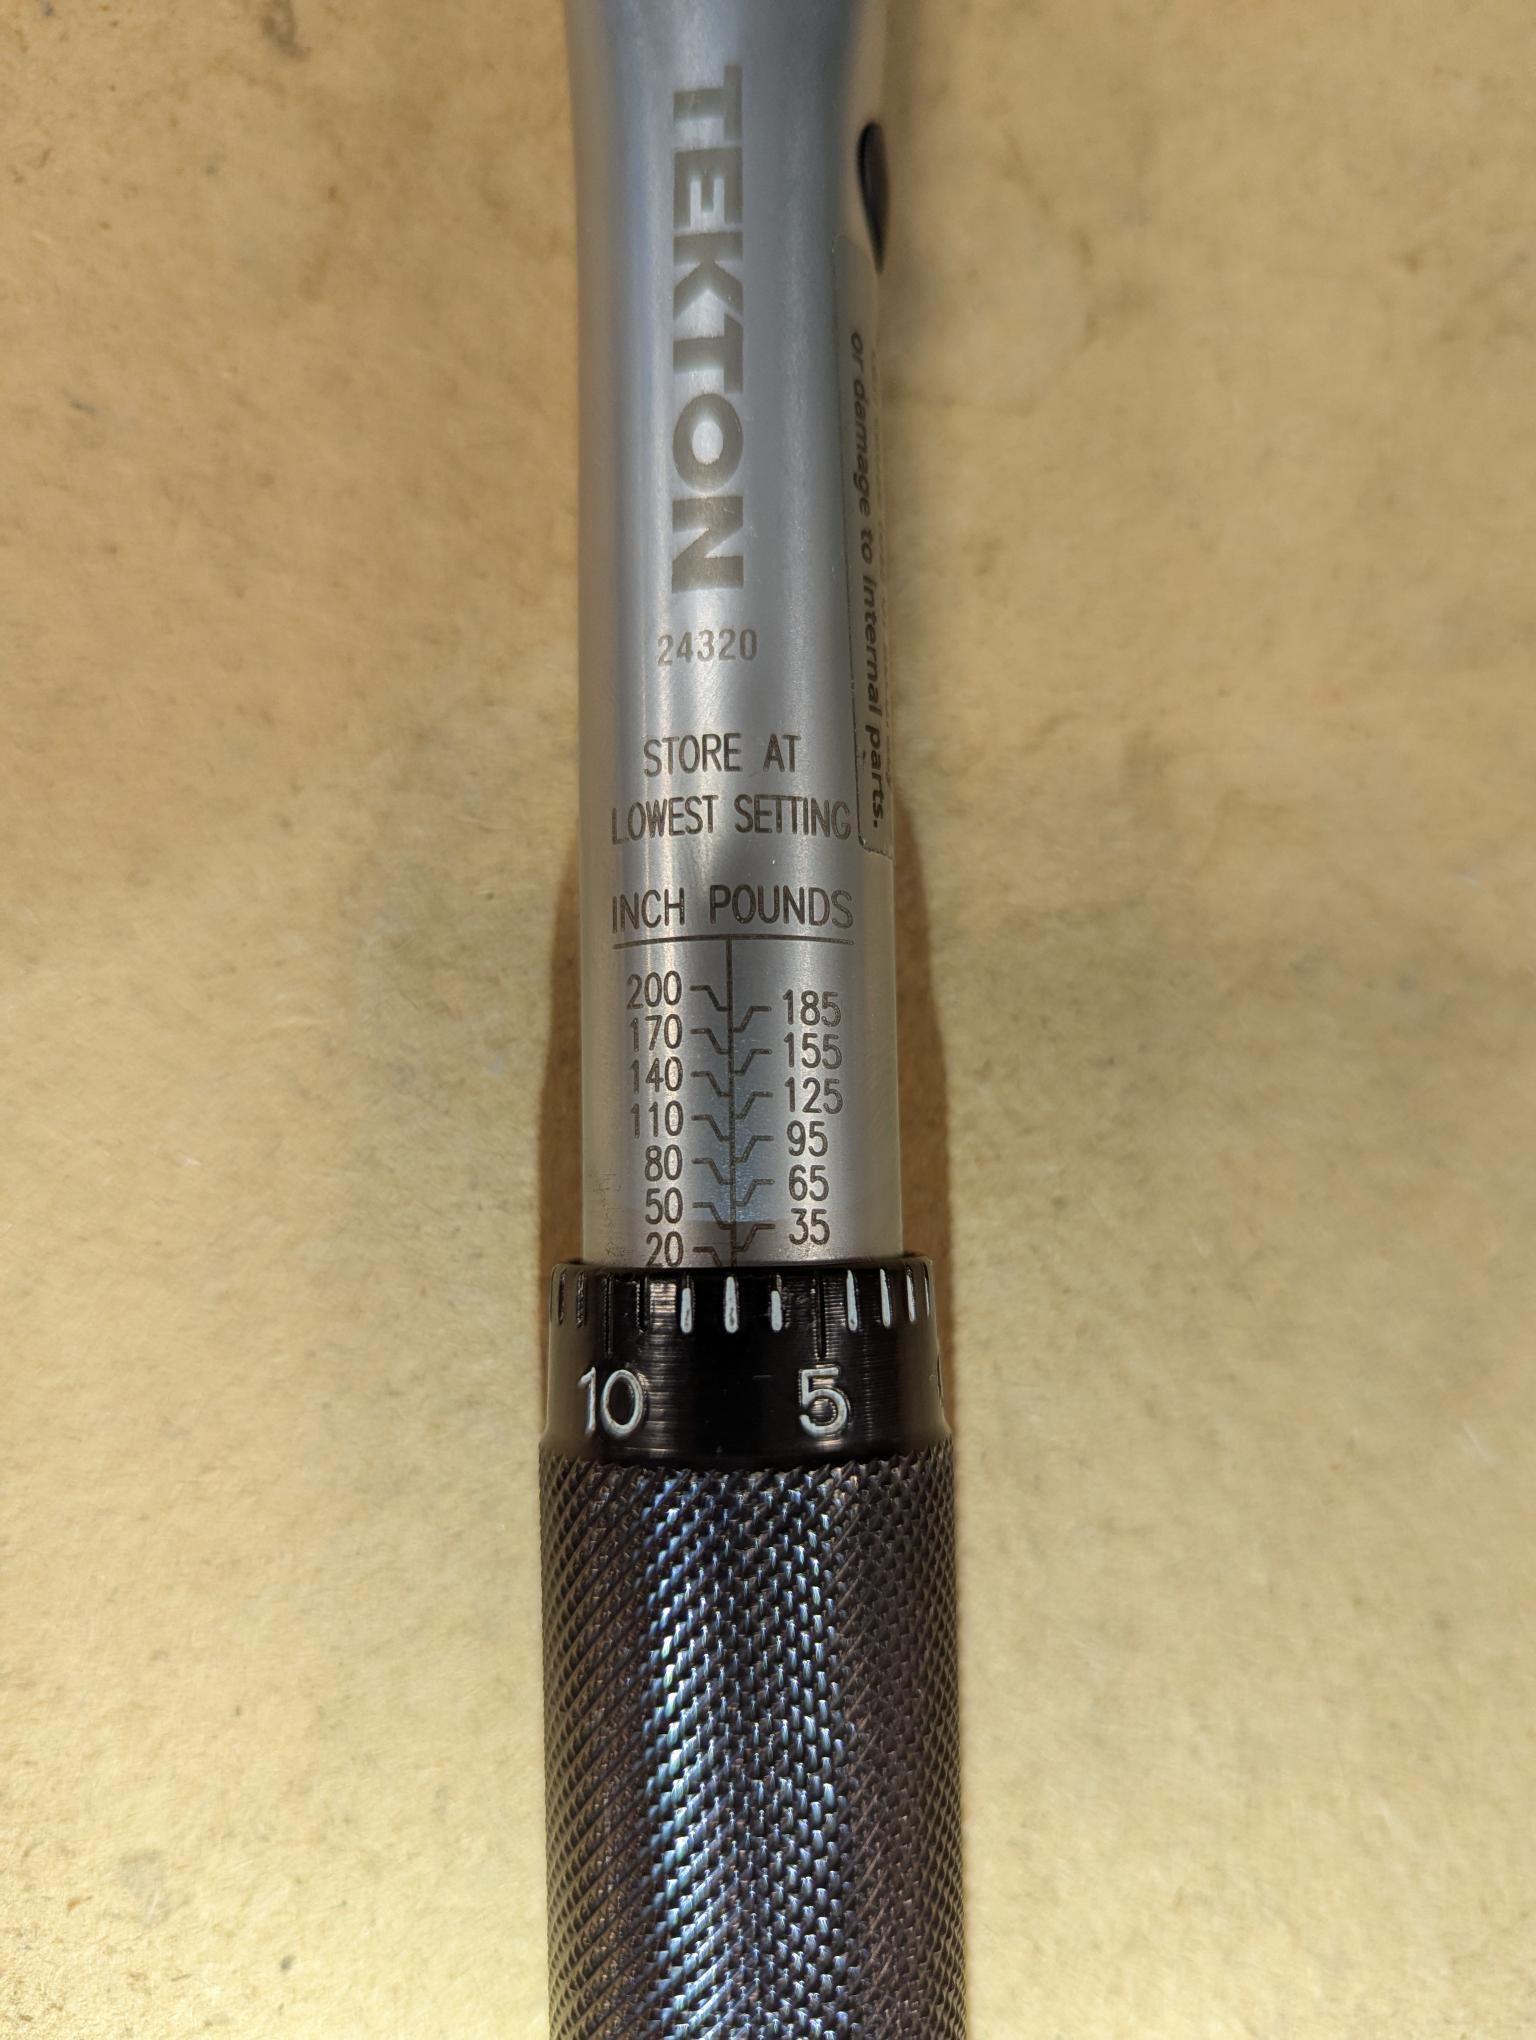 TEKTON
24320
STORE AT
LOWEST SETTING
or damage to internal parts.
INCH POUNDS
200 185
170 155
140 125
110 95
80 65
50 35
20
10 5